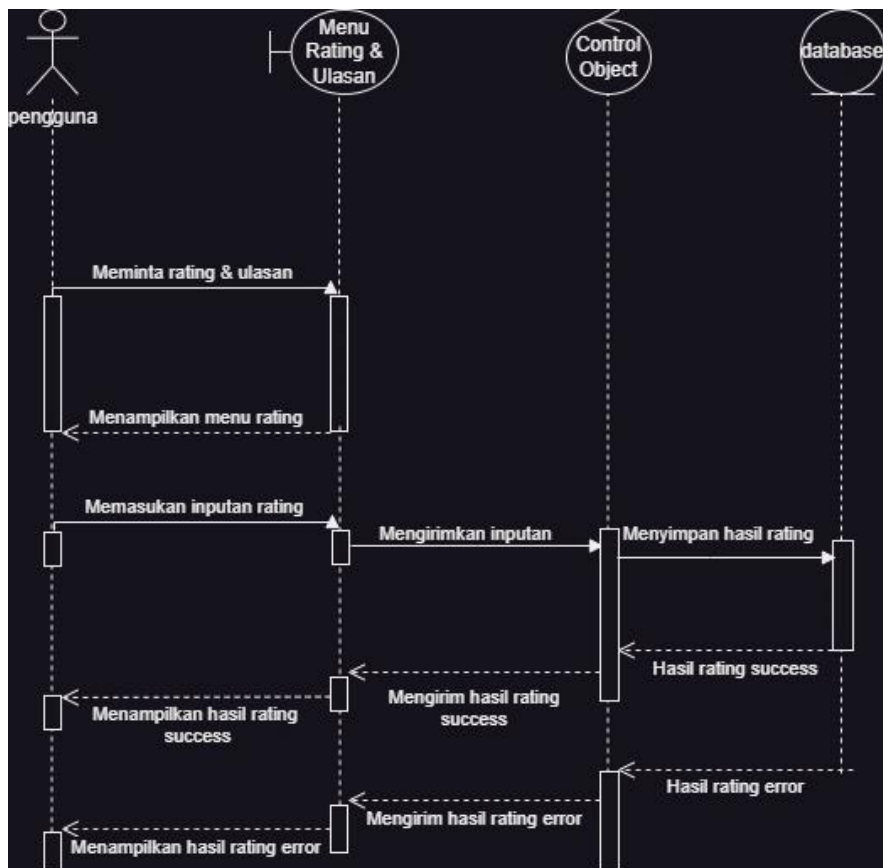 Menu
Rating &
Ulasan
Control
Object
database
pengguna
Meminta rating & ulasan
Menampilkan menu rating
Memasukan inputan rating
Mengirimkan inputan
Menyimpan hasil rating
Hasil rating success
Mengirim hasil rating
success
Menampilkan hasil rating
success
Hasil rating error
Mengirim hasil rating error
Menampilkan hasil rating error